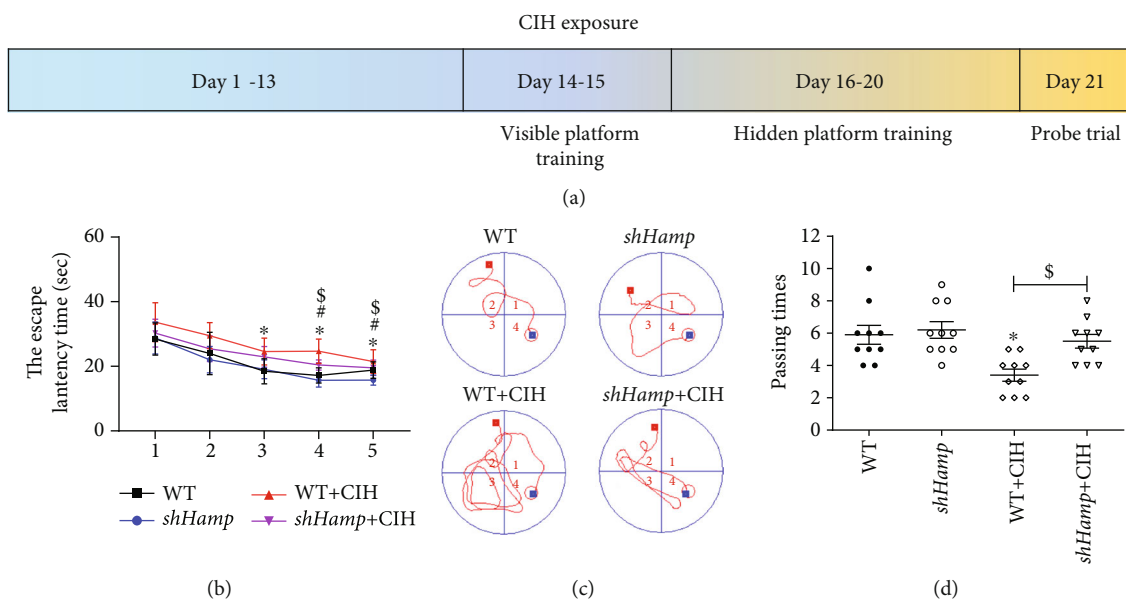 CIH exposure
Day 1 -13
Day 14-15
Day 16-20
Day 21
Visible platform
training
Hidden platform training
Probe trial
(a)
The escape
lantency time (sec)
60
40
20
0
*
$
#
*
$
#
*
1
2
3
4
5
WT
WT+CIH
shHamp
shHamp+CIH
(b)
WT
2
1
3
4
shHamp
2
1
3
4
WT+CIH
2
1
3
4
shHamp+CIH
2
1
3
4
(c)
Passing times
12
10
8
6
4
2
0
$
*
WT
shHamp
WT+CIH
shHamp+CIH
(d)